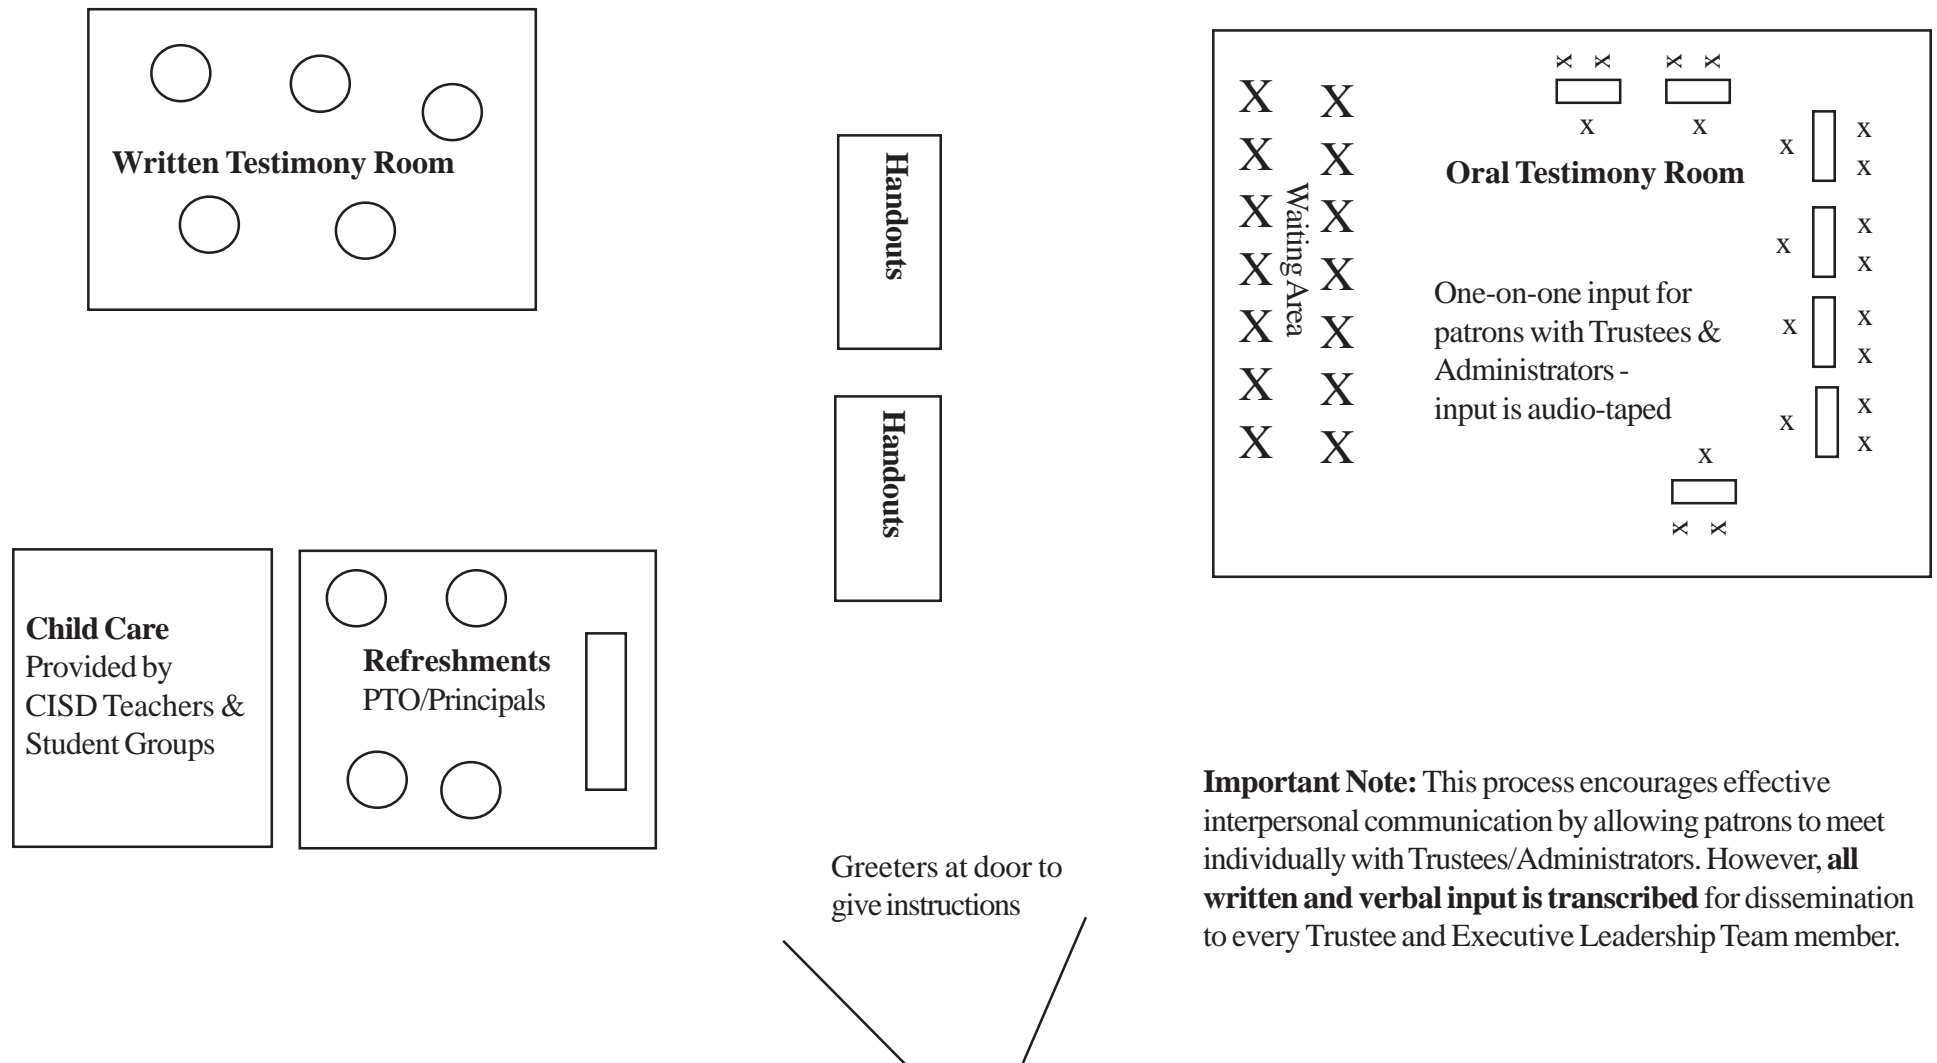 Written Testimony Room
Handouts
Handouts
Child Care
Provided by
CISD Teachers &
Student Groups
Refreshments
PTO/Principals
Greeters at door to
give instructions
X X
X X
X X
X X
X X
X X
X X
Waiting Area
x x x x
x x
Oral Testimony Room
One-on-one input for
patrons with Trustees &
Administrators -
input is audio-taped
x x
x
x x
x
x x
x
x x
x
x
x x
Important Note: This process encourages effective
interpersonal communication by allowing patrons to meet
individually with Trustees/Administrators. However, all
written and verbal input is transcribed for dissemination
to every Trustee and Executive Leadership Team member.